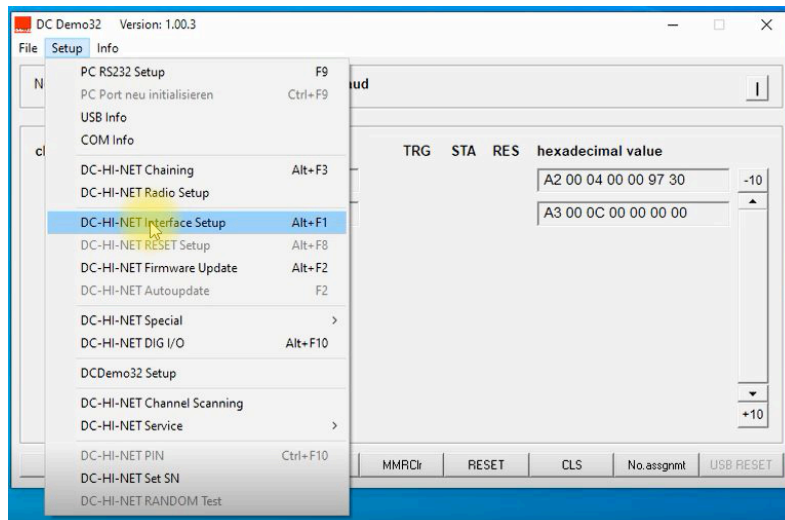 DC Demo32 Version: 1.00.3
File Setup Info
PC RS232 Setup F9
PC Port neu initialisieren Ctrl+F9
USB Info
COM Info
DC-HI-NET Chaining Alt+F3
DC-HI-NET Radio Setup
DC-HI-NET Interface Setup Alt+F1
DC-HI-NET RESET Setup Alt+F8
DC-HI-NET Firmware Update Alt+F2
DC-HI-NET Autoupdate F2
DC-HI-NET Special >
DC-HI-NET DIG I/O Alt+F10
DCDemo32 Setup
DC-HI-NET Channel Scanning
DC-HI-NET Service >
DC-HI-NET PIN Ctrl+F10
DC-HI-NET Set SN
DC-HI-NET RANDOM Test
N aud I
cl TRG STA RES hexadecimal value
A2 00 04 00 00 97 30 -10
A3 00 0C 00 00 00 00
+10
MMRClr RESET CLS No.assgnmt USB RESET